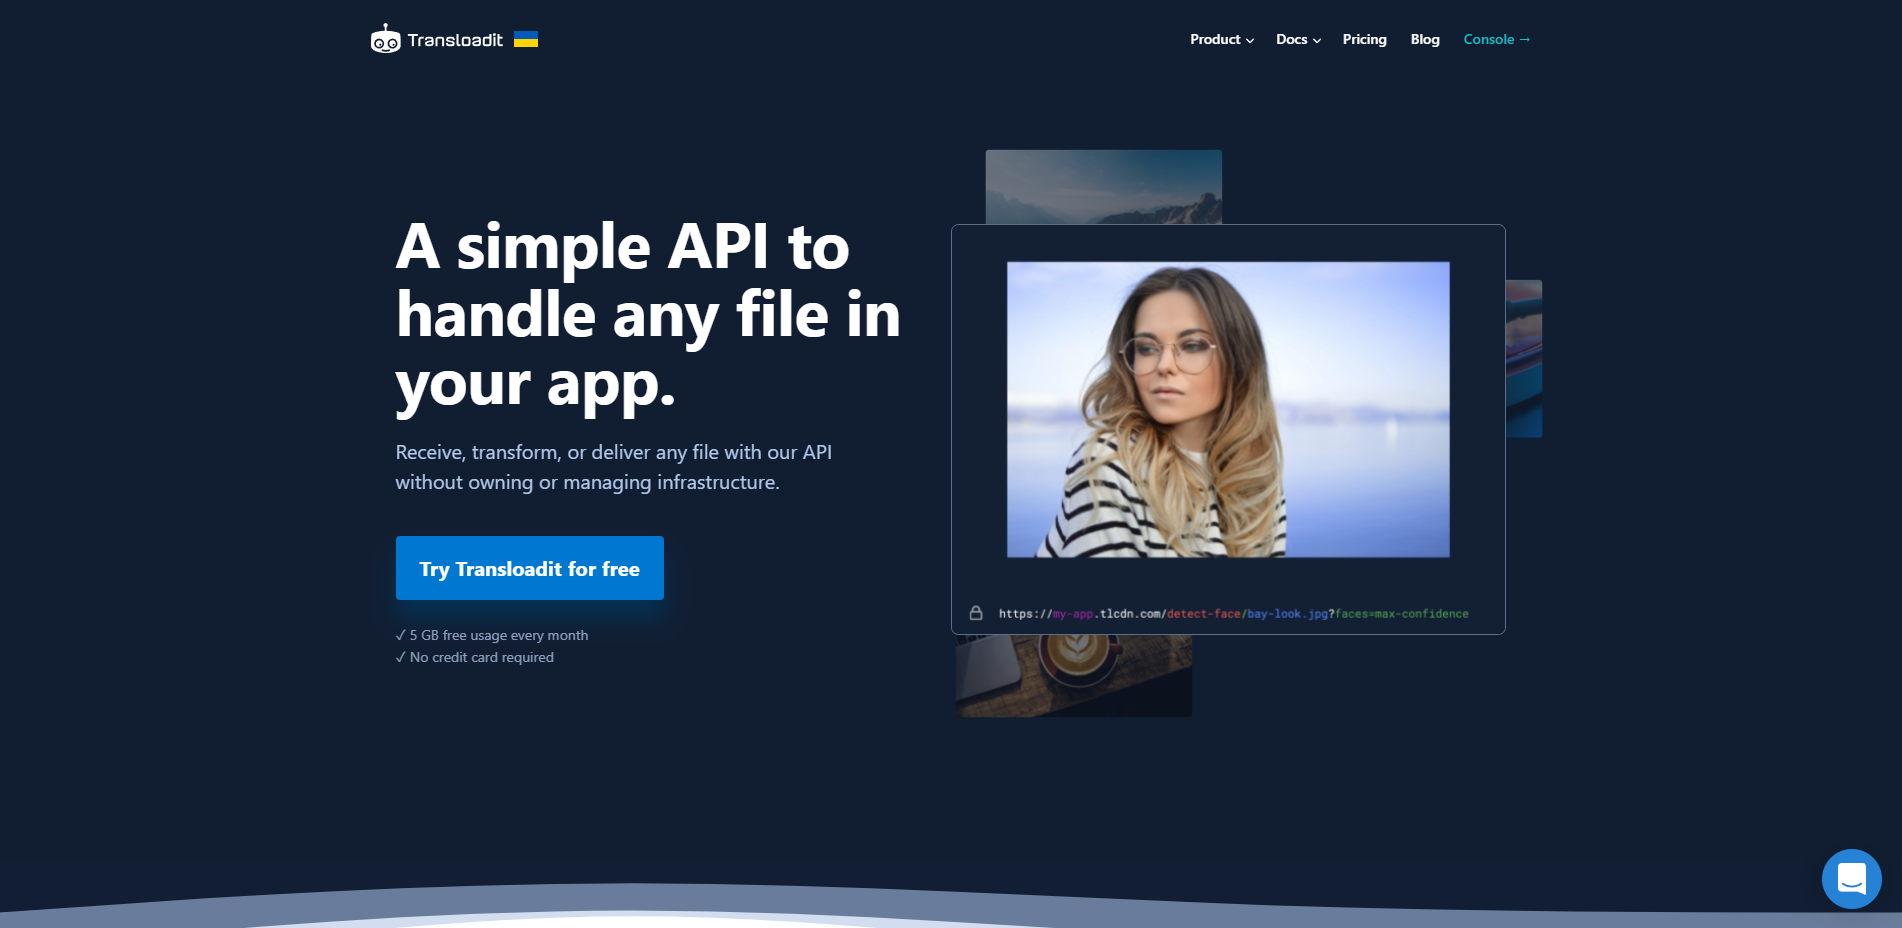 Transloadit
Product
Docs
Pricing
Blog
Console →
A simple API to
handle any file in
your app.
Receive, transform, or deliver any file with our API
without owning or managing infrastructure.
Try Transloadit for free
✓ 5 GB free usage every month
✓ No credit card required
https://my-app.tlcdn.com/detect-face/bay-look.jpg?faces=max-confidence